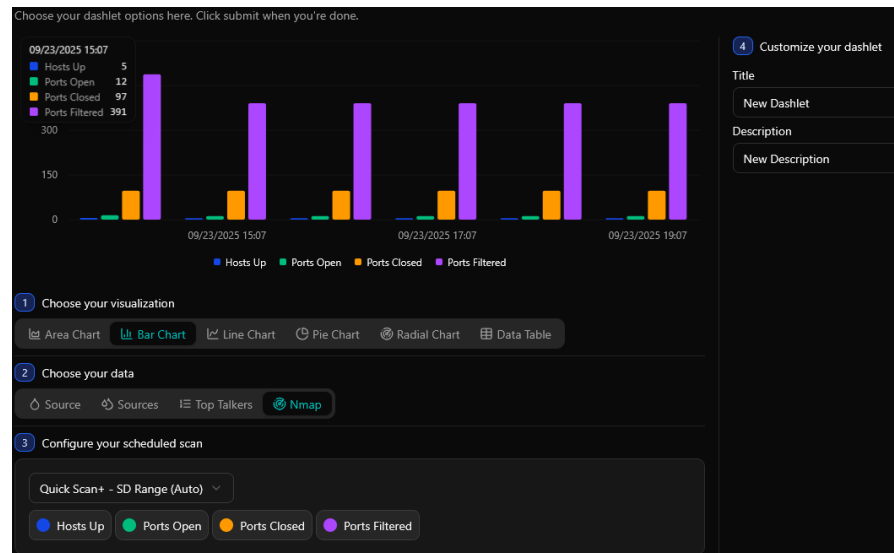 Choose your dashlet options here. Click submit when you're done.
09/23/2025 15:07
Hosts Up 5
Ports Open 12
Ports Closed 97
Ports Filtered 391
300
150
0
09/23/2025 15:07 09/23/2025 17:07 09/23/2025 19:07
Hosts Up Ports Open Ports Closed Ports Filtered
1 Choose your visualization
Area Chart Bar Chart Line Chart Pie Chart Radial Chart Data Table
2 Choose your data
Source Sources Top Talkers Nmap
3 Configure your scheduled scan
Quick Scan+ - SD Range (Auto)
Hosts Up Ports Open Ports Closed Ports Filtered
4 Customize your dashlet
Title
New Dashlet
Description
New Description